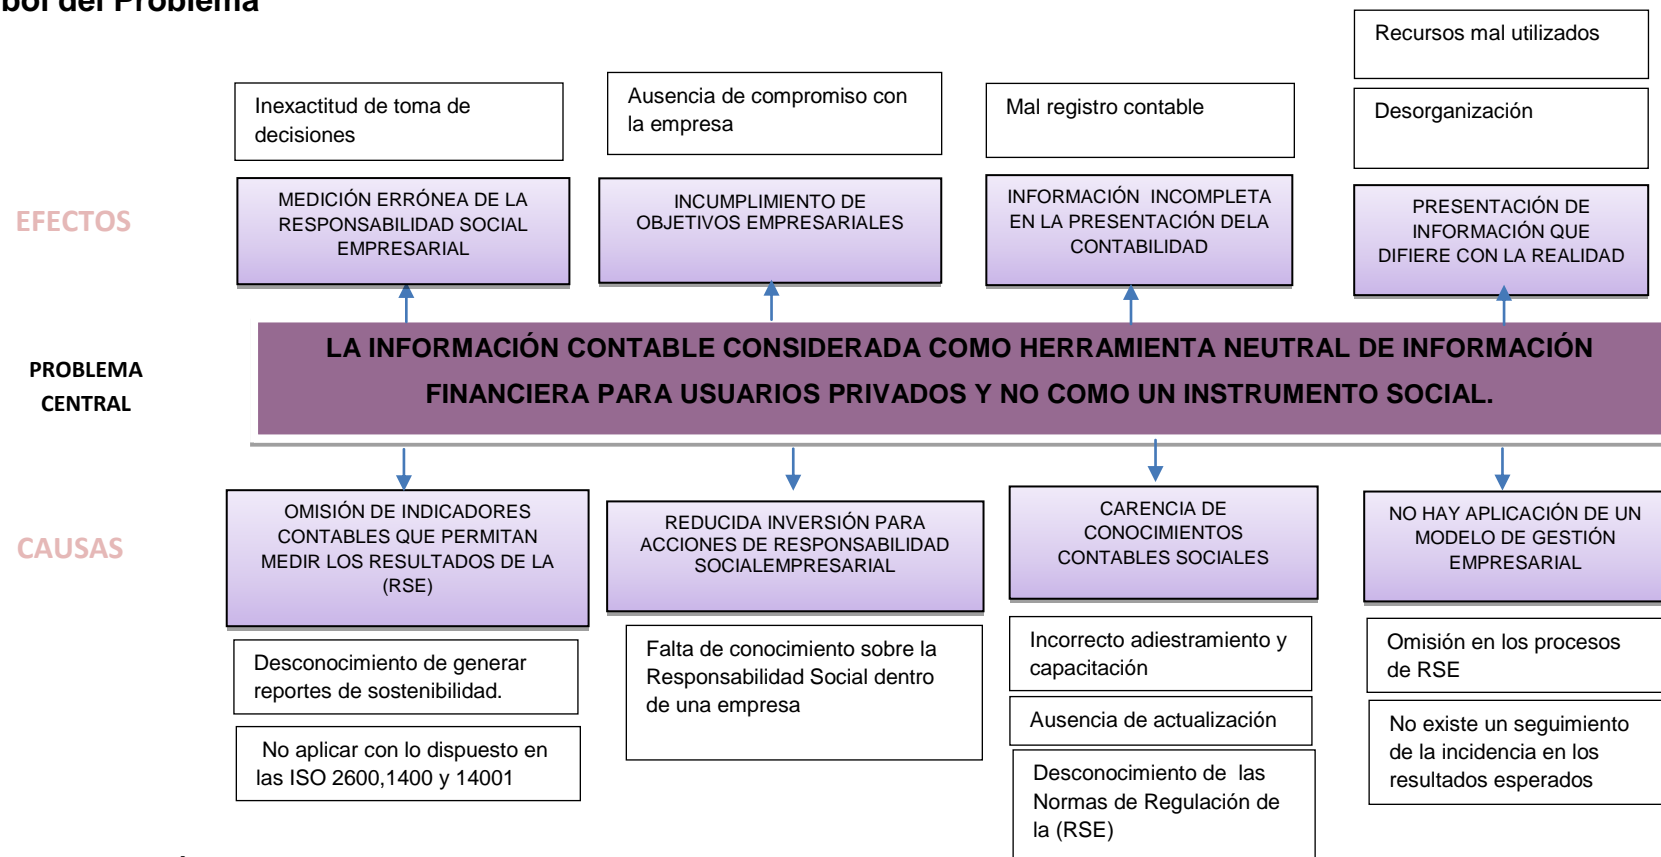 bol del Problema
Recursos mal utilizados
Inexactitud de toma de
decisiones
Ausencia de compromiso con
la empresa
Mal registro contable
Desorganización
EFECTOS
MEDICIÓN ERRÓNEA DE LA
RESPONSABILIDAD SOCIAL
EMPRESARIAL
INCUMPLIMIENTO DE
OBJETIVOS EMPRESARIALES
INFORMACIÓN  INCOMPLETA
EN LA PRESENTACIÓN DELA
CONTABILIDAD
PRESENTACIÓN DE
INFORMACIÓN QUE
DIFIERE CON LA REALIDAD
PROBLEMA
CENTRAL
LA INFORMACIÓN CONTABLE CONSIDERADA COMO HERRAMIENTA NEUTRAL DE INFORMACIÓN
FINANCIERA PARA USUARIOS PRIVADOS Y NO COMO UN INSTRUMENTO SOCIAL.
CAUSAS
OMISIÓN DE INDICADORES
CONTABLES QUE PERMITAN
MEDIR LOS RESULTADOS DE LA
(RSE)
REDUCIDA INVERSIÓN PARA
ACCIONES DE RESPONSABILIDAD
SOCIALEMPRESARIAL
CARENCIA DE
CONOCIMIENTOS
CONTABLES SOCIALES
NO HAY APLICACIÓN DE UN
MODELO DE GESTIÓN
EMPRESARIAL
Desconocimiento de generar
reportes de sostenibilidad.
No aplicar con lo dispuesto en
las ISO 2600,1400 y 14001
Falta de conocimiento sobre la
Responsabilidad Social dentro
de una empresa
Incorrecto adiestramiento y
capacitación
Ausencia de actualización
Desconocimiento de  las
Normas de Regulación de
la (RSE)
Omisión en los procesos
de RSE
No existe un seguimiento
de la incidencia en los
resultados esperados